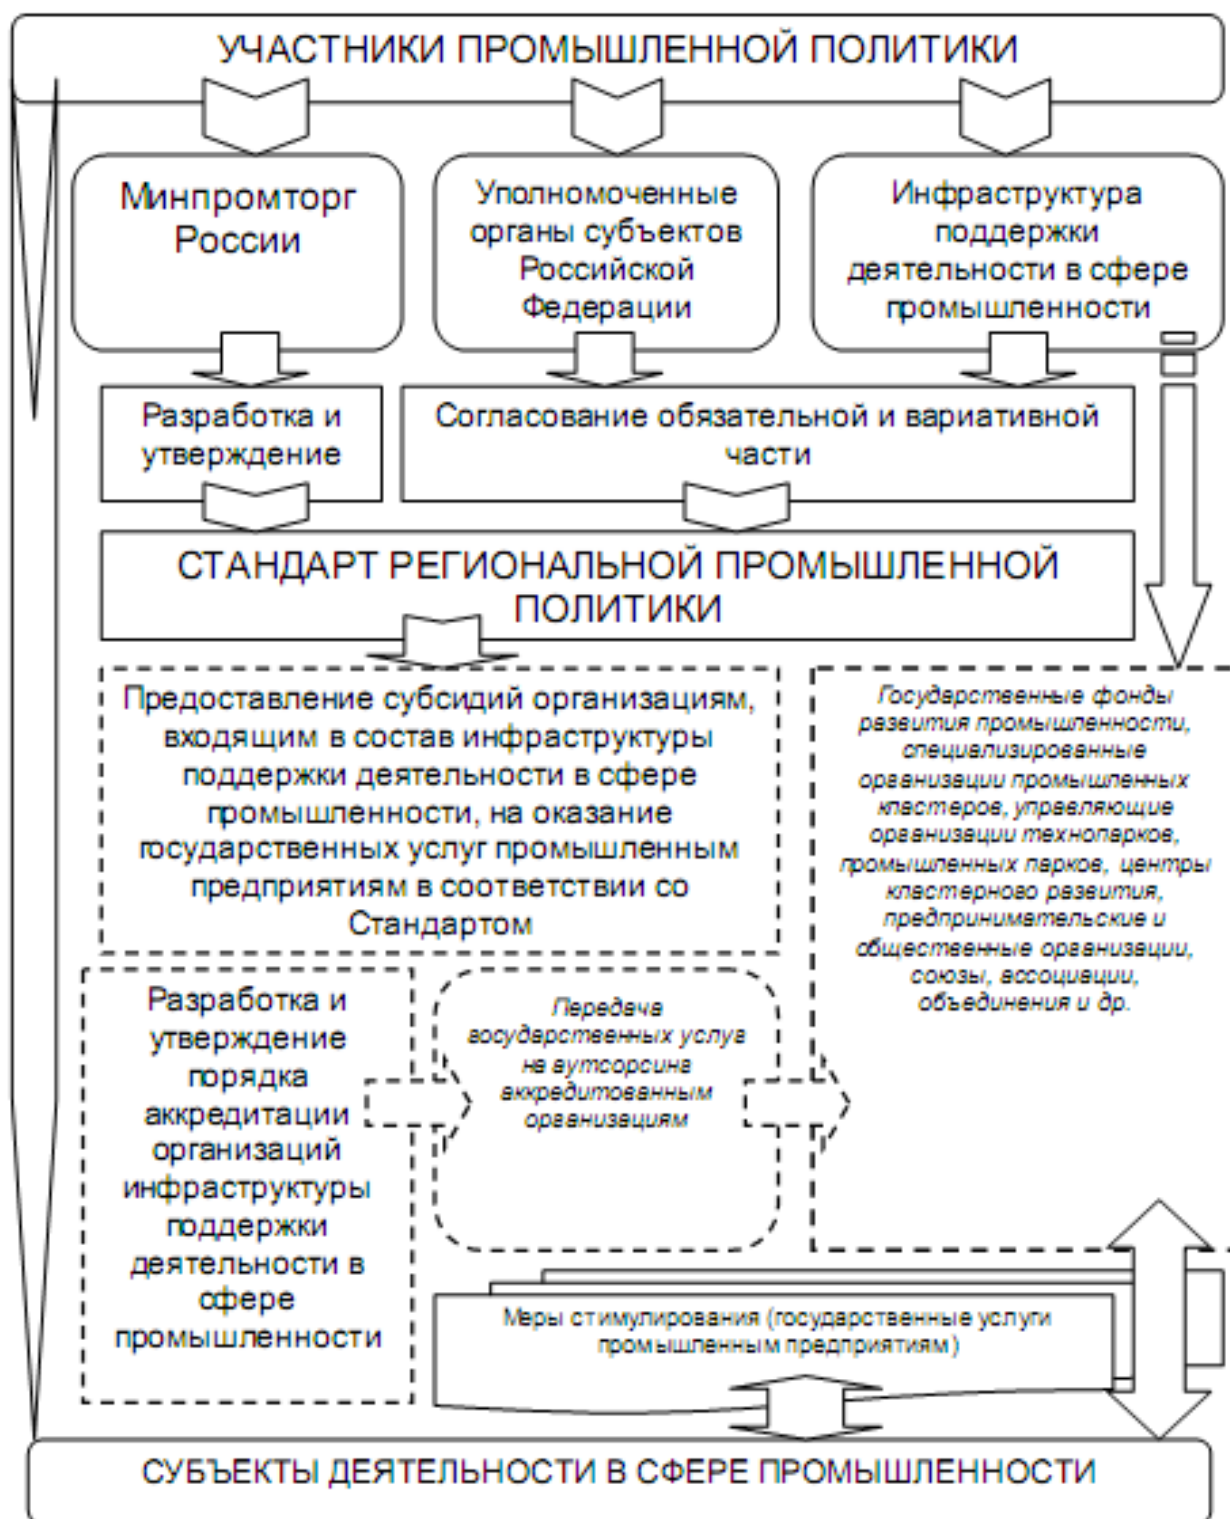 УЧАСТНИКИ ПРОМЫШЛЕННОЙ ПОЛИТИКИ
Минпромторг
России
Уполномоченные
органы субъектов
Российской
Федерации
Инфраструктура
поддержки
деятельности в сфере
промышленности
Разработка и
утверждение
Согласование обязательной и вариативной
части
СТАНДАРТ РЕГИОНАЛЬНОЙ ПРОМЫШЛЕННОЙ
ПОЛИТИКИ
Предоставление субсидий организациям,
входящим в состав инфраструктуры
поддержки деятельности в сфере
промышленности, на оказание
государственных услуг промышленным
предприятиям в соответствии со
Стандартом
Государственные фонды
развития промышленности,
специализированные
организации промышленных
кластеров, управляющие
организации технопарков,
промышленных парков, центры
кластерного развития,
предпринимательские и
общественные организации,
союзы, ассоциации,
объединения и др.
Разработка и
утверждение
порядка
аккредитации
организаций
инфраструктуры
поддержки
деятельности в
сфере
промышленности
Передача
государственных услуг
на аутсорсинг
аккредитованным
организациям
Меры стимулирования (государственные услуги
промышленным предприятиям)
СУБЪЕКТЫ ДЕЯТЕЛЬНОСТИ В СФЕРЕ ПРОМЫШЛЕННОСТИ